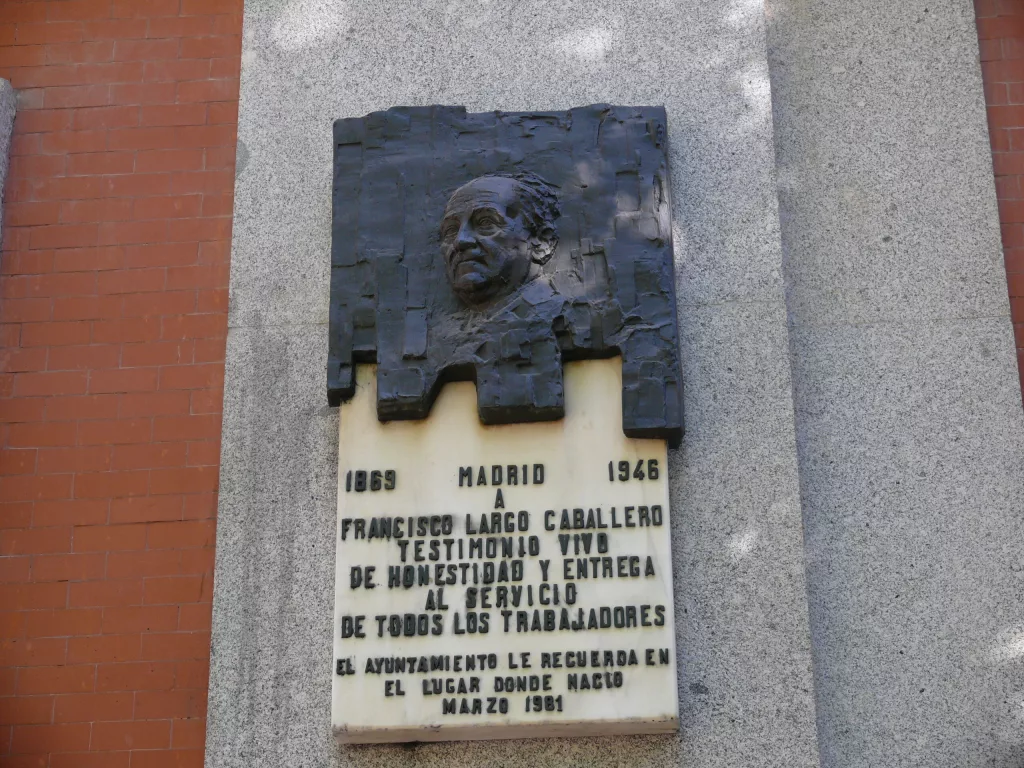 1869 MADRID 1946
A
FRANCISCO LARGO CABALLERO
TESTIMONIO VIVO
DE HONESTIDAD Y ENTREGA
AL SERVICIO
DE TODOS LOS TRABAJADORES
EL AYUNTAMIENTO LE RECUERDA EN
EL LUGAR DONDE NACIO
MARZO 1981